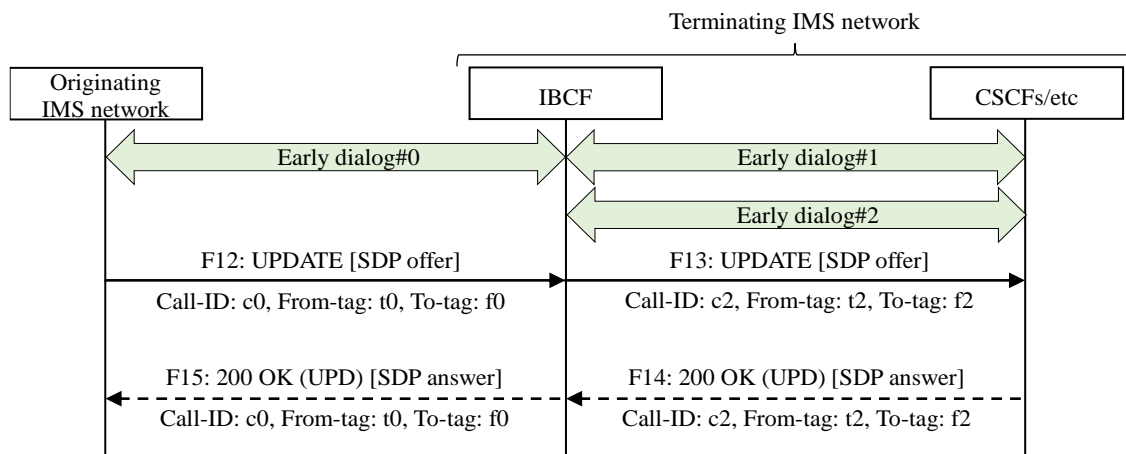 Terminating IMS network
Originating
IMS network
IBCF
CSCFs/etc
Early dialog#0
Early dialog#1
Early dialog#2
F12: UPDATE [SDP offer]
F13: UPDATE [SDP offer]
Call-ID: c0, From-tag: t0, To-tag: f0
Call-ID: c2, From-tag: t2, To-tag: f2
F15: 200 OK (UPD) [SDP answer]
F14: 200 OK (UPD) [SDP answer]
Call-ID: c0, From-tag: t0, To-tag: f0
Call-ID: c2, From-tag: t2, To-tag: f2